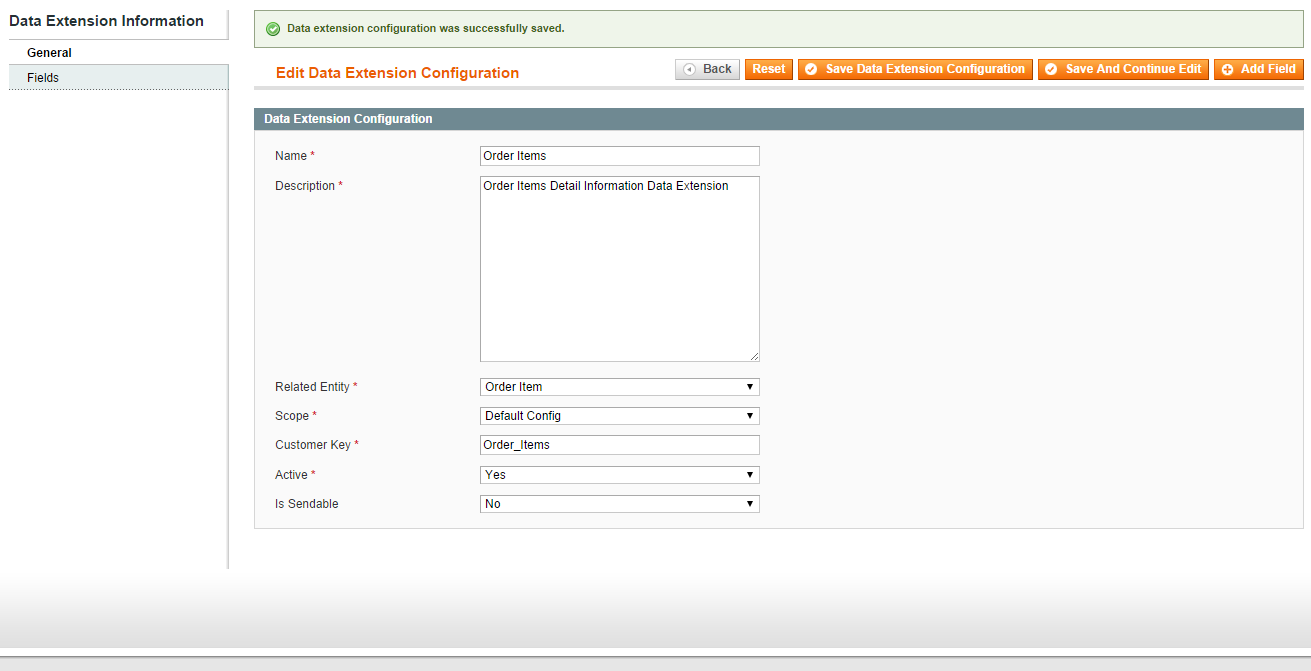 Data Extension Information
General
Fields
Data extension configuration was successfully saved.
Edit Data Extension Configuration
Back
Reset
Save Data Extension Configuration
Save And Continue Edit
Add Field
Data Extension Configuration
Name * Order Items
Description * Order Items Detail Information Data Extension
Related Entity * Order Item
Scope * Default Config
Customer Key * Order_Items
Active * Yes
Is Sendable No